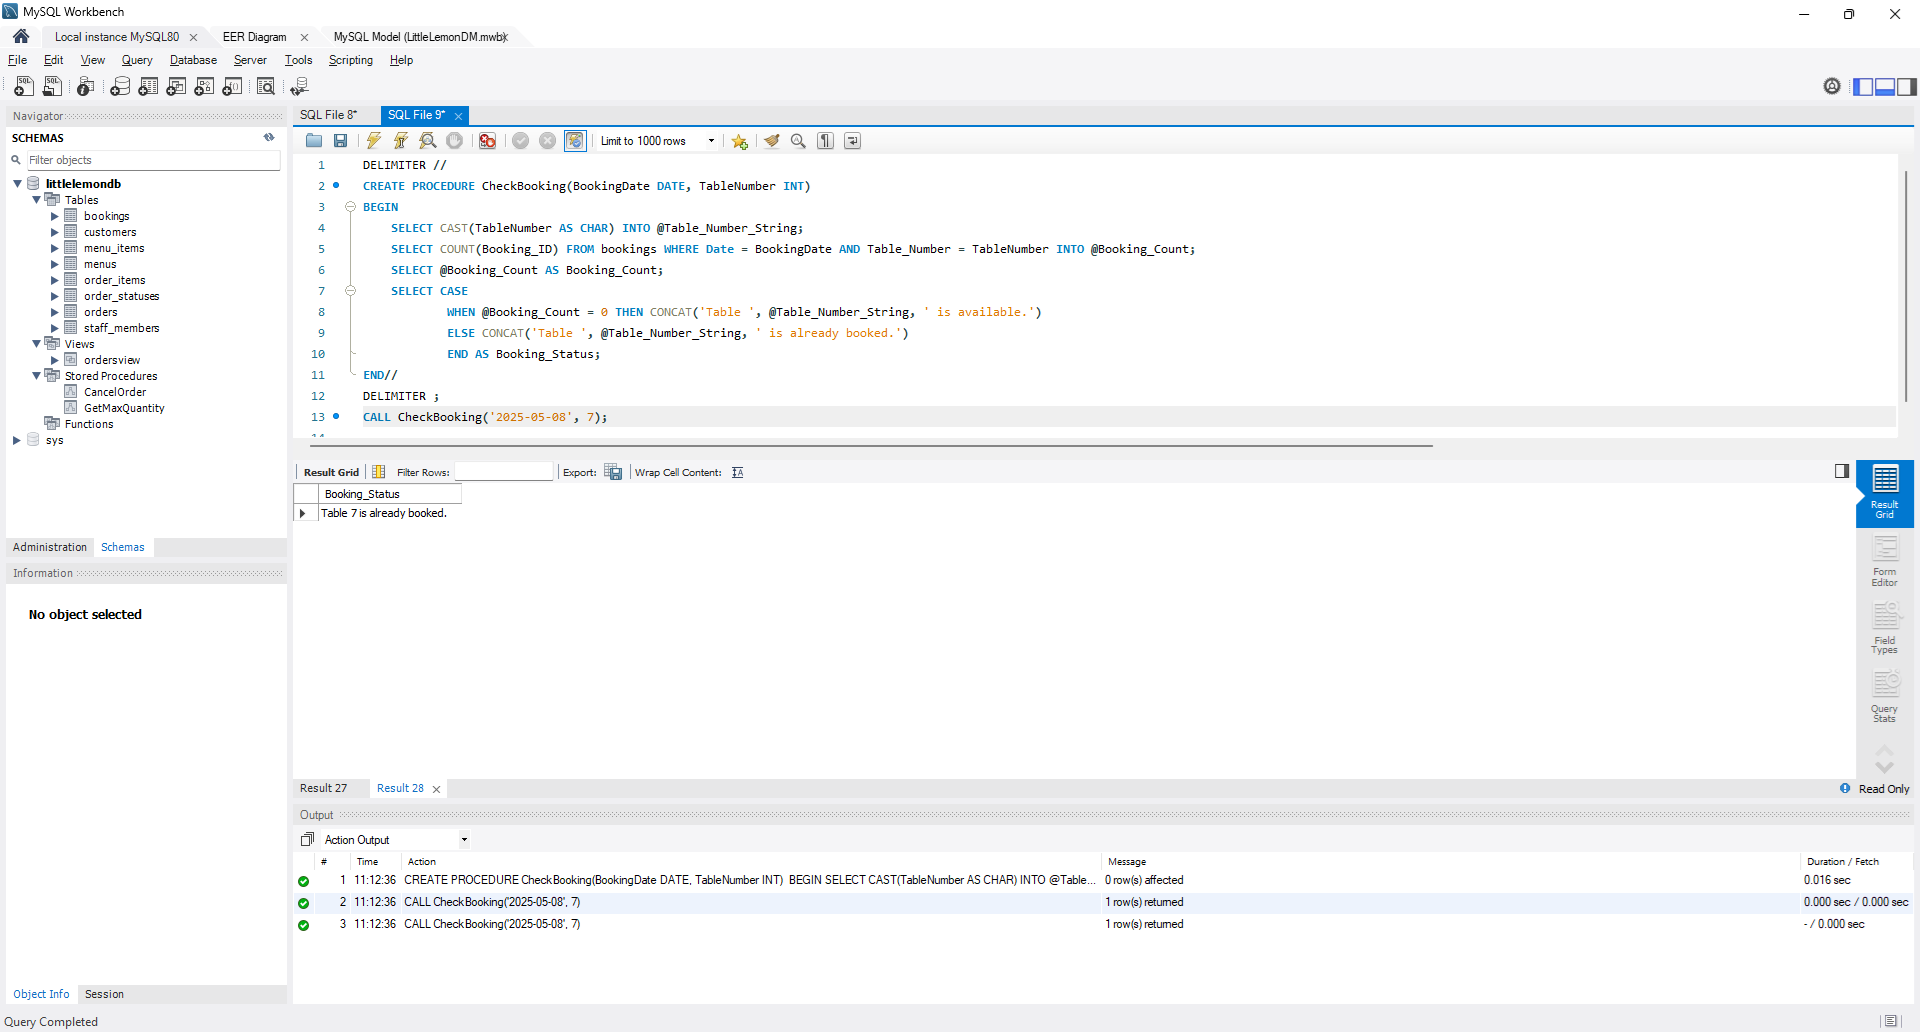 MySQL Workbench
Local instance MySQL80
EER Diagram
MySQL Model (LittleLemonDM.mwb)
File Edit View Query Database Server Tools Scripting Help
Navigator
SCHEMAS
Filter objects
littlelemondb
Tables
bookings
customers
menu_items
menus
order_items
order_statuses
orders
staff_members
Views
ordersview
Stored Procedures
CancelOrder
GetMaxQuantity
Functions
sys
Administration Schemas
Information
No object selected
Object Info Session
SQL File 8* SQL File 9*
Limit to 1000 rows
1 DELIMITER //
2 CREATE PROCEDURE CheckBooking(BookingDate DATE, TableNumber INT)
3 BEGIN
4 SELECT CAST(TableNumber AS CHAR) INTO @Table_Number_String;
5 SELECT COUNT(Booking_ID) FROM bookings WHERE Date = BookingDate AND Table_Number = TableNumber INTO @Booking_Count;
6 SELECT @Booking_Count AS Booking_Count;
7 SELECT CASE
8 WHEN @Booking_Count = 0 THEN CONCAT('Table ', @Table_Number_String, ' is available.')
9 ELSE CONCAT('Table ', @Table_Number_String, ' is already booked.')
10 END AS Booking_Status;
11 END//
12 DELIMITER ;
13 CALL CheckBooking('2025-05-08', 7);
Result Grid Filter Rows: Export: Wrap Cell Content:
Booking_Status
Table 7 is already booked.
Result Grid
Form Editor
Field Types
Query Stats
Result 27 Result 28
Read Only
Output
Action Output
# Time Action Message Duration / Fetch
1 11:12:36 CREATE PROCEDURE CheckBooking(BookingDate DATE, TableNumber INT) BEGIN SELECT CAST(TableNumber AS CHAR) INTO @Table... 0 row(s) affected 0.016 sec
2 11:12:36 CALL CheckBooking('2025-05-08', 7) 1 row(s) returned 0.000 sec / 0.000 sec
3 11:12:36 CALL CheckBooking('2025-05-08', 7) 1 row(s) returned - / 0.000 sec
Query Completed